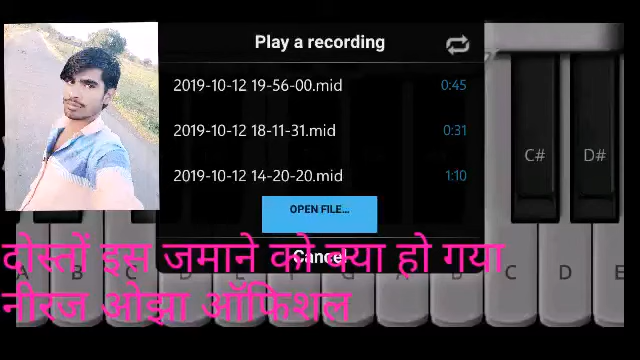 Play a recording
2019-10-12 19-56-00.mid 0:45
2019-10-12 18-11-31.mid 0:31
2019-10-12 14-20-20.mid 1:10
OPEN FILE...
Cancel
C# D#
दोस्तों इस जमाने को क्या हो गया
A B C D E F G A B C D E
नीरज ओझा ऑफिशल